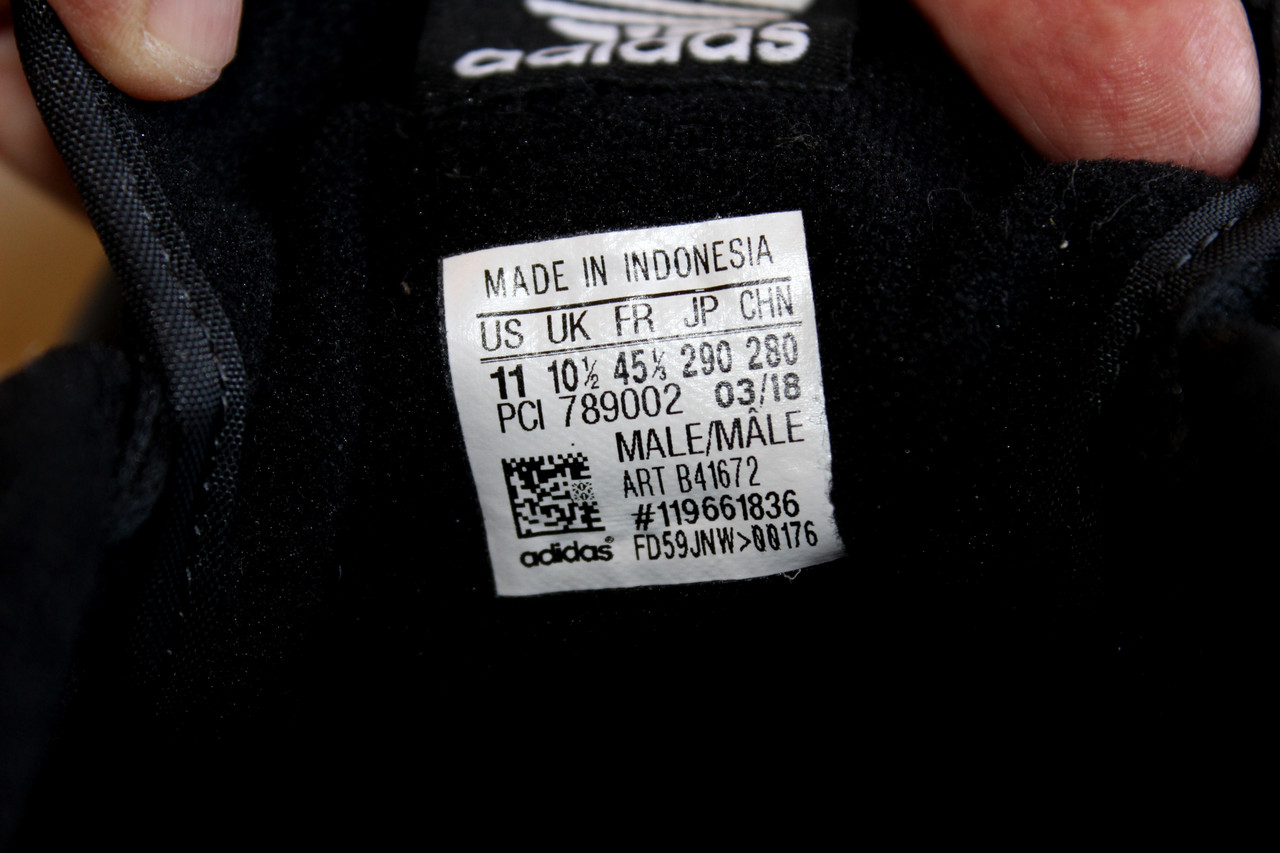 adidas
MADE IN INDONESIA
US UK FR JP CHN
11 10½ 45⅓ 290 280
PCI 789002 03/18
MALE/MÂLE
ART B41672
#119661836
adidas® FD59JNW>00176